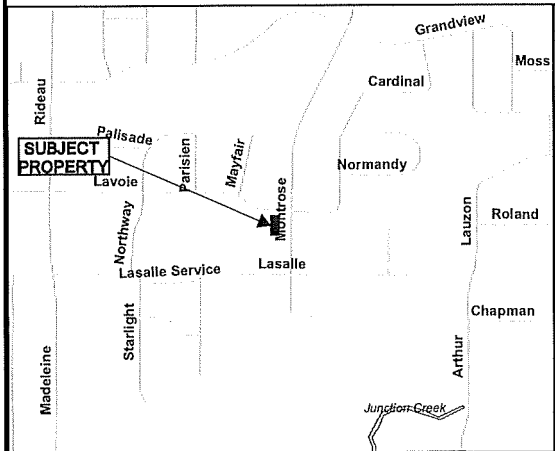 Grandview
Moss
Cardinal
Rideau
Palisade
SUBJECT
PROPERTY
Lavoie
Parisien
Mayfair
Normandy
Montrose
Northway
Lauzon
Roland
Lasalle Service
Lasalle
Starlight
Chapman
Arthur
Madeleine
Junction Creek